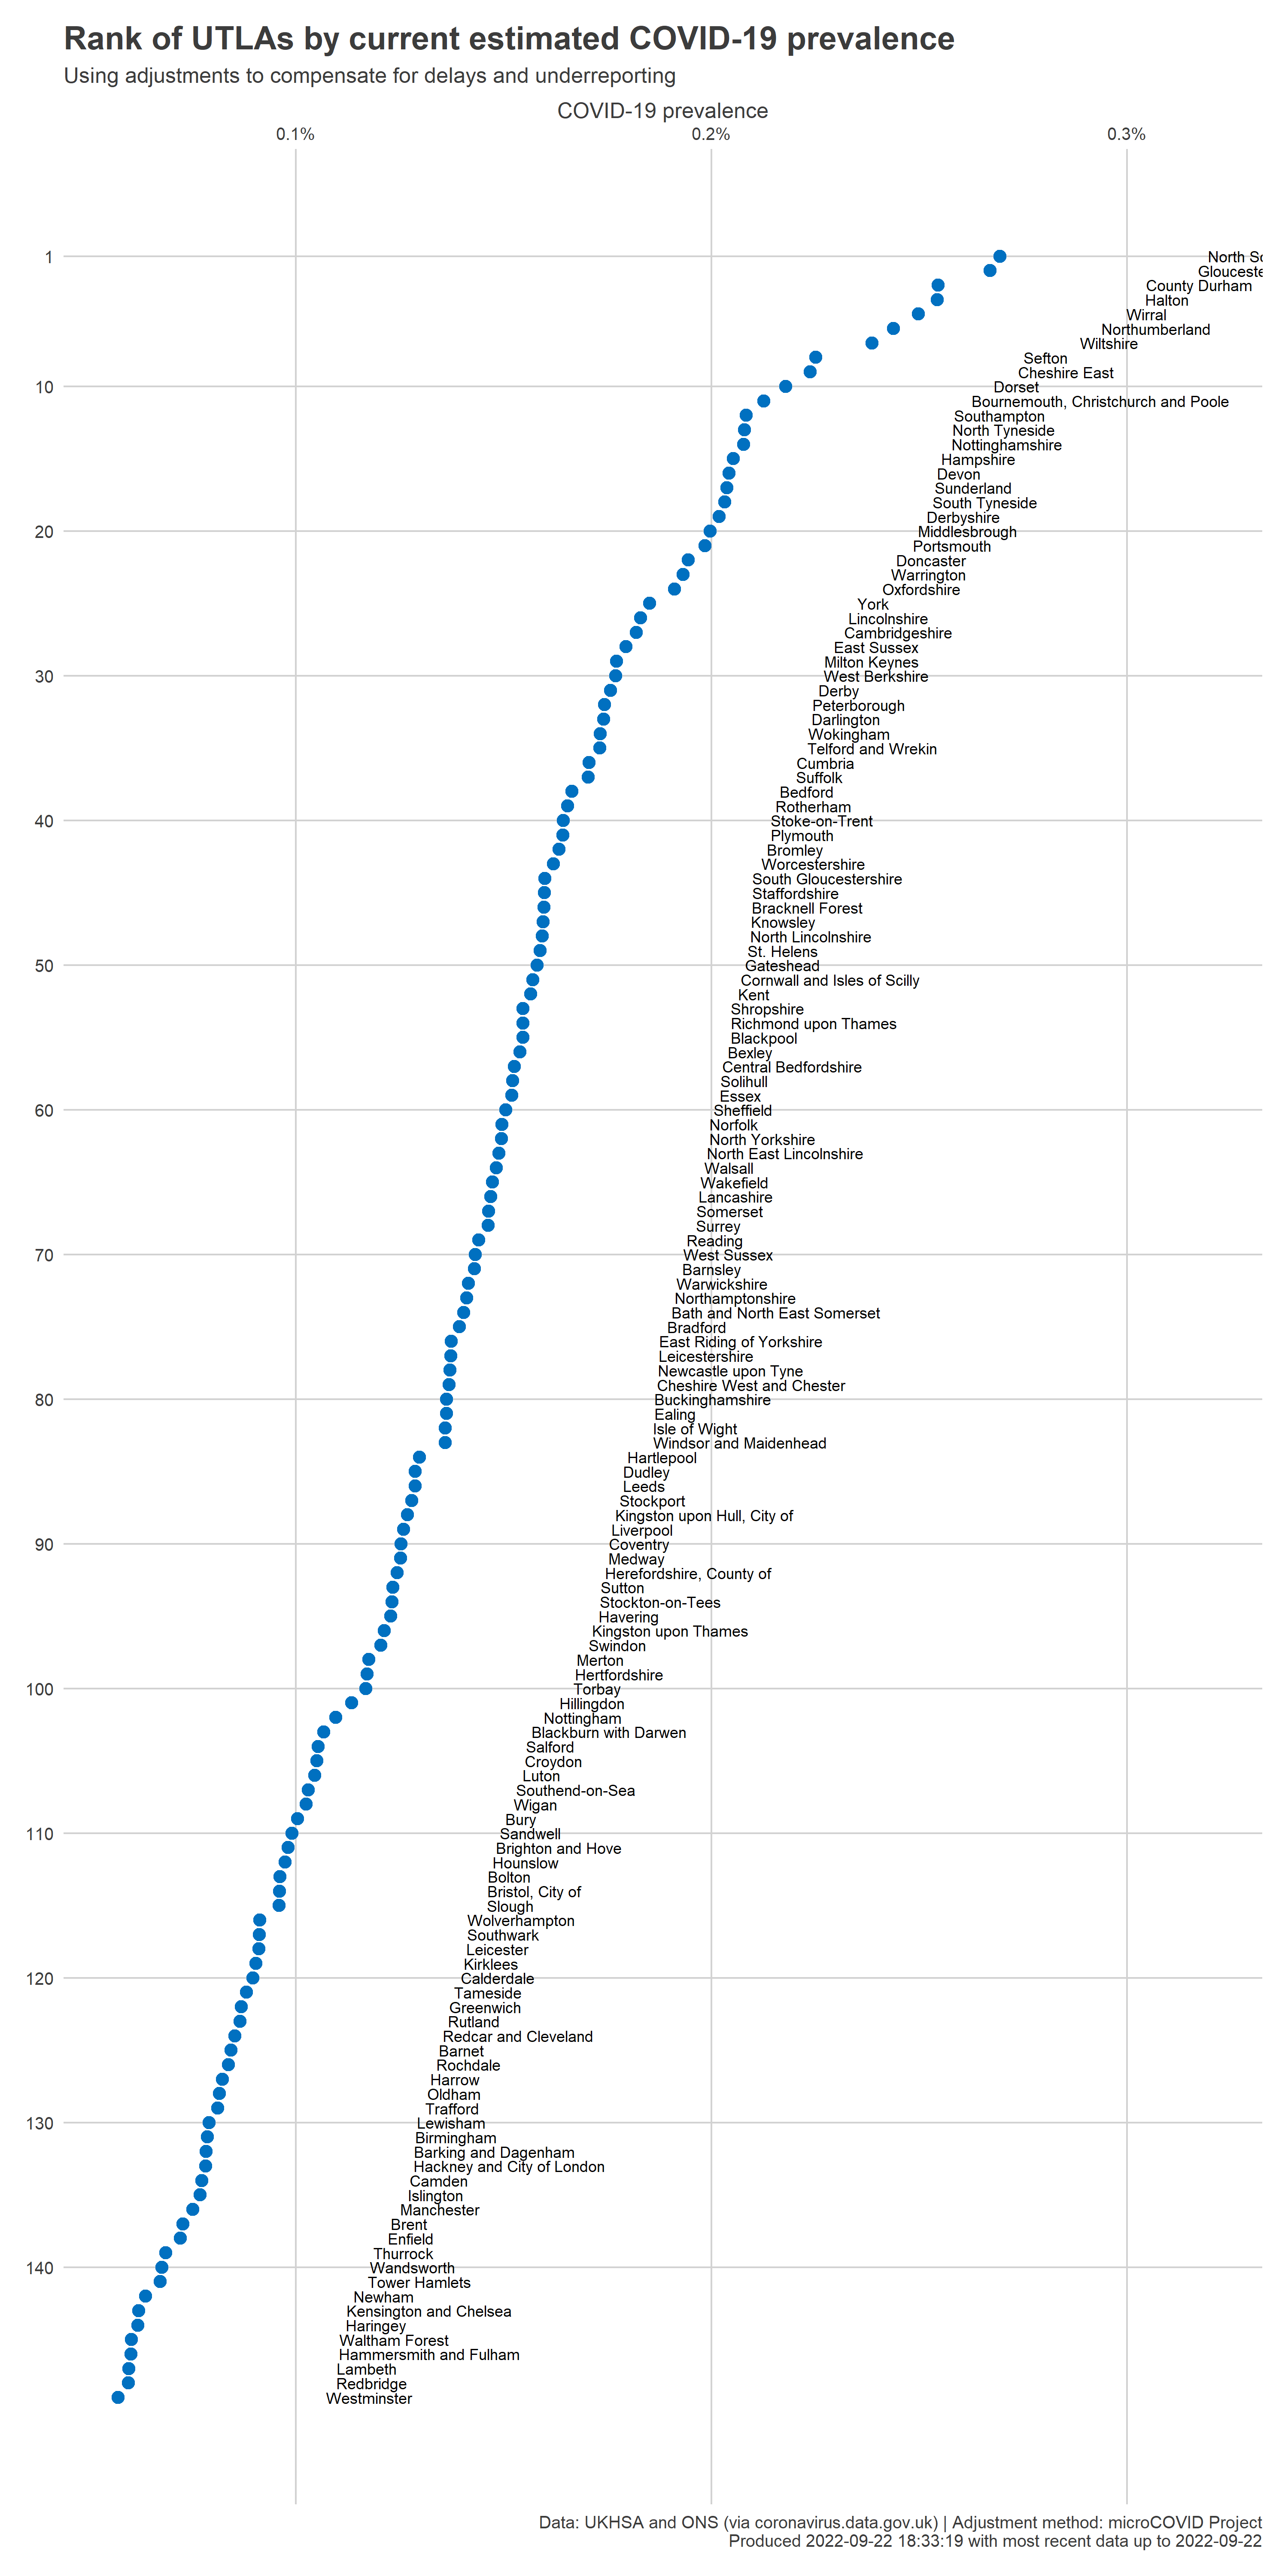 Rank of UTLAs by current estimated COVID-19 prevalence
Using adjustments to compensate for delays and underreporting
COVID-19 prevalence
0.1% 0.2% 0.3%
1 North So
Glouceste
County Durham
Halton
Wirral
Northumberland
Wiltshire
Sefton
Cheshire East
10 Dorset
Bournemouth, Christchurch and Poole
Southampton
North Tyneside
Nottinghamshire
Hampshire
Devon
Sunderland
South Tyneside
Derbyshire
20 Middlesbrough
Portsmouth
Doncaster
Warrington
Oxfordshire
York
Lincolnshire
Cambridgeshire
East Sussex
Milton Keynes
30 West Berkshire
Derby
Peterborough
Darlington
Wokingham
Telford and Wrekin
Cumbria
Suffolk
Bedford
Rotherham
40 Stoke-on-Trent
Plymouth
Bromley
Worcestershire
South Gloucestershire
Staffordshire
Bracknell Forest
Knowsley
North Lincolnshire
St. Helens
50 Gateshead
Cornwall and Isles of Scilly
Kent
Shropshire
Richmond upon Thames
Blackpool
Bexley
Central Bedfordshire
Solihull
Essex
60 Sheffield
Norfolk
North Yorkshire
North East Lincolnshire
Walsall
Wakefield
Lancashire
Somerset
Surrey
Reading
70 West Sussex
Barnsley
Warwickshire
Northamptonshire
Bath and North East Somerset
Bradford
East Riding of Yorkshire
Leicestershire
Newcastle upon Tyne
Cheshire West and Chester
80 Buckinghamshire
Ealing
Isle of Wight
Windsor and Maidenhead
Hartlepool
Dudley
Leeds
Stockport
Kingston upon Hull, City of
Liverpool
90 Coventry
Medway
Herefordshire, County of
Sutton
Stockton-on-Tees
Havering
Kingston upon Thames
Swindon
Merton
Hertfordshire
100 Torbay
Hillingdon
Nottingham
Blackburn with Darwen
Salford
Croydon
Luton
Southend-on-Sea
Wigan
Bury
110 Sandwell
Brighton and Hove
Hounslow
Bolton
Bristol, City of
Slough
Wolverhampton
Southwark
Leicester
Kirklees
120 Calderdale
Tameside
Greenwich
Rutland
Redcar and Cleveland
Barnet
Rochdale
Harrow
Oldham
Trafford
130 Lewisham
Birmingham
Barking and Dagenham
Hackney and City of London
Camden
Islington
Manchester
Brent
Enfield
Thurrock
140 Wandsworth
Tower Hamlets
Newham
Kensington and Chelsea
Haringey
Waltham Forest
Hammersmith and Fulham
Lambeth
Redbridge
Westminster
Data: UKHSA and ONS (via coronavirus.data.gov.uk) | Adjustment method: microCOVID Project
Produced 2022-09-22 18:33:19 with most recent data up to 2022-09-22